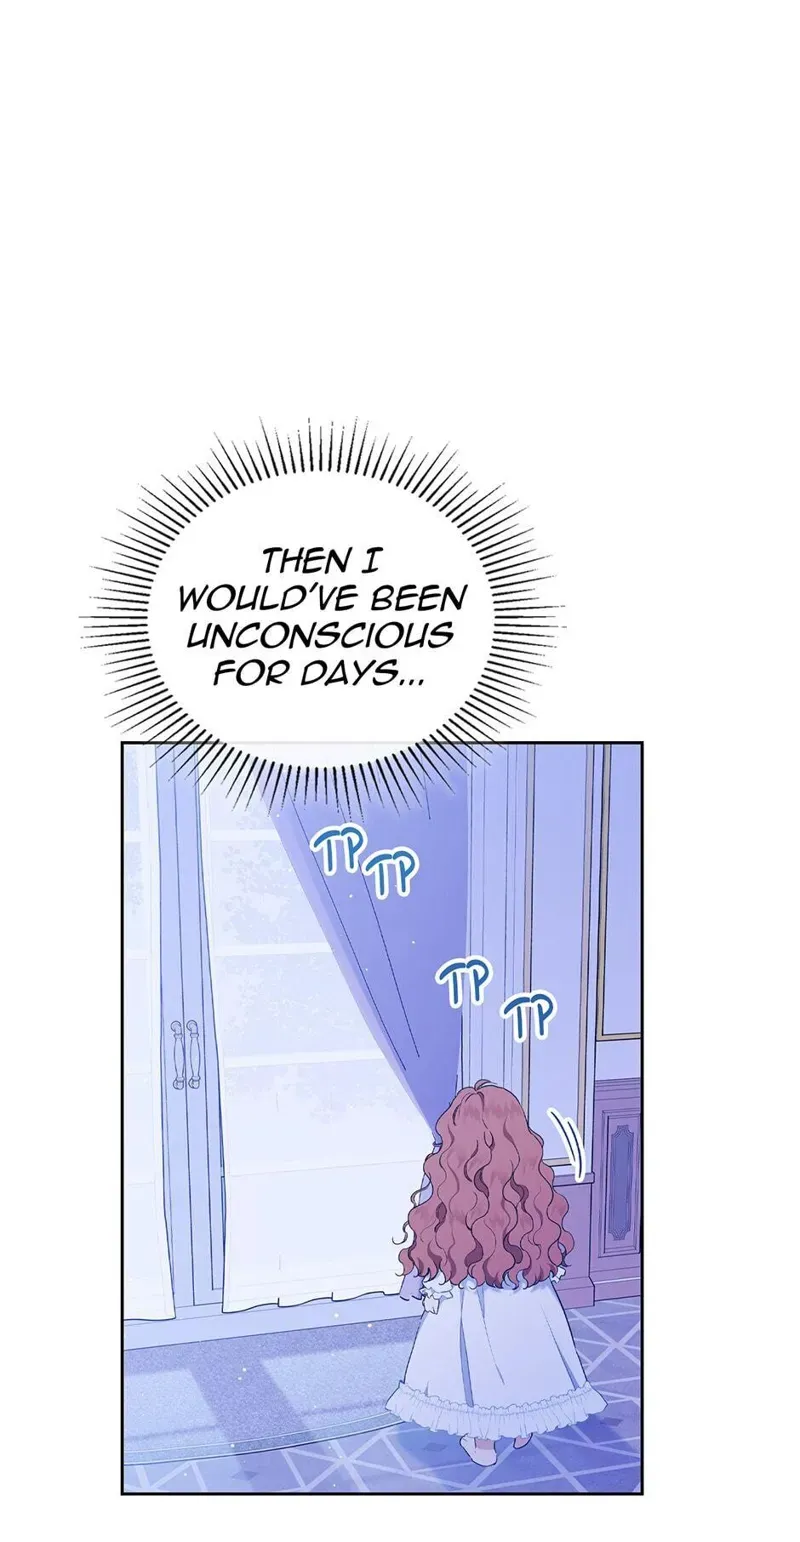 THEN I
WOULD'VE BEEN
UNCONSCIOUS
FOR DAYS...
TP
TP
TP
TP